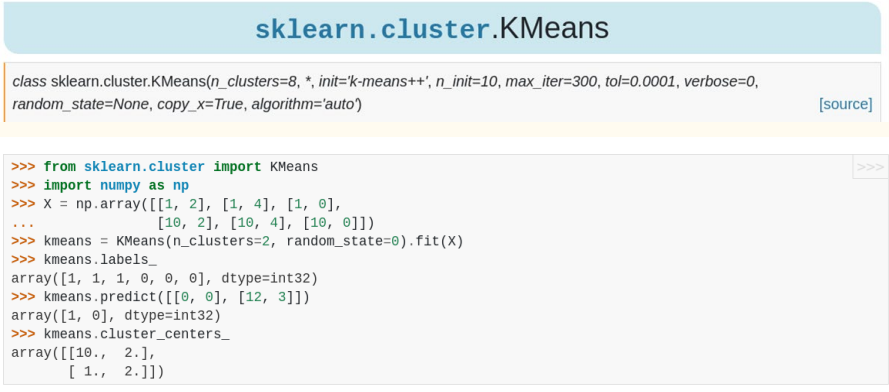 sklearn.cluster.KMeans
class sklearn.cluster.KMeans(n_clusters=8, *, init='k-means++', n_init=10, max_iter=300, tol=0.0001, verbose=0,
random_state=None, copy_x=True, algorithm='auto') [source]
>>> from sklearn.cluster import KMeans >>>
>>> import numpy as np
>>> X = np.array([[1, 2], [1, 4], [1, 0],
...               [10, 2], [10, 4], [10, 0]])
>>> kmeans = KMeans(n_clusters=2, random_state=0).fit(X)
>>> kmeans.labels_
array([1, 1, 1, 0, 0, 0], dtype=int32)
>>> kmeans.predict([[0, 0], [12, 3]])
array([1, 0], dtype=int32)
>>> kmeans.cluster_centers_
array([[10.,  2.],
       [ 1.,  2.]])